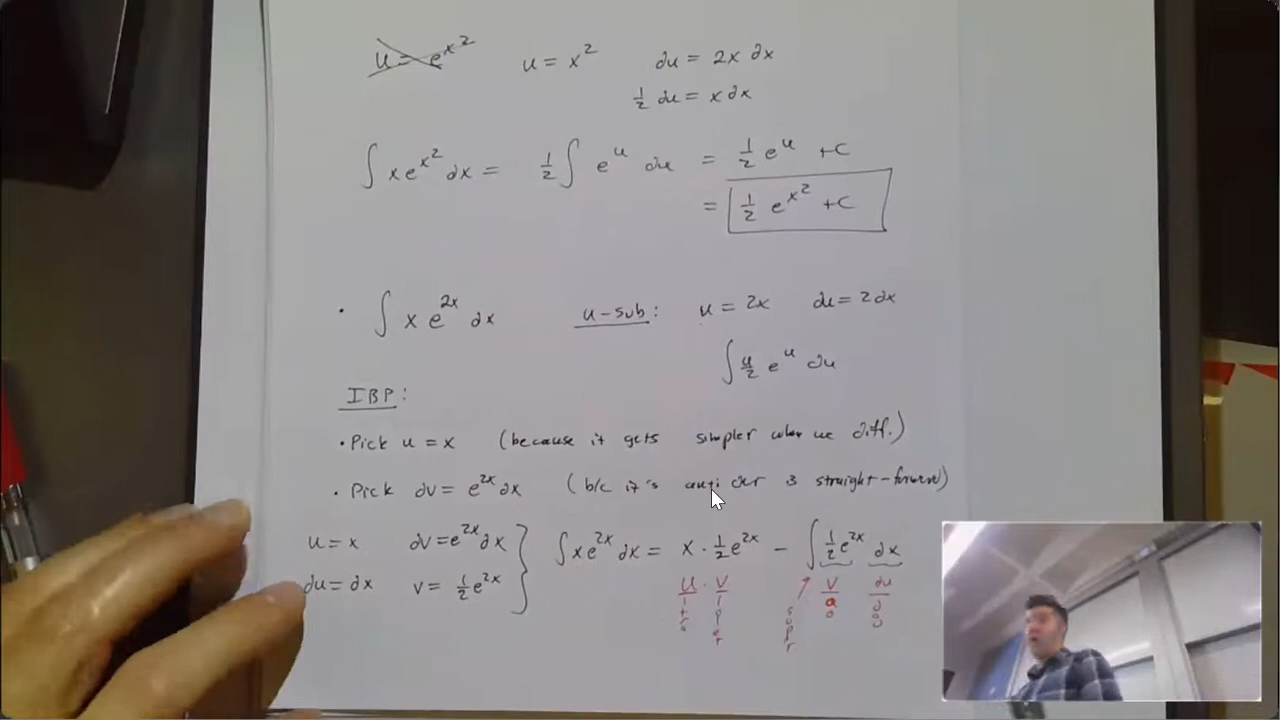 u = e^{x^2} u = x^2 du = 2x dx
1/2 du = x dx
∫ x e^{x^2} dx = 1/2 ∫ e^u du = 1/2 e^u + C
= 1/2 e^{x^2} + C
· ∫ x e^{2x} dx u-sub: u = 2x du = 2 dx
∫ u/2 e^u du
IBP:
· Pick u = x (because it gets simpler when we diff.)
· Pick dv = e^{2x} dx (b/c it's anti der is straight-forward)
u = x dv = e^{2x} dx } ∫ x e^{2x} dx = x · 1/2 e^{2x} - ∫ 1/2 e^{2x} dx
du = dx v = 1/2 e^{2x} u · v v du